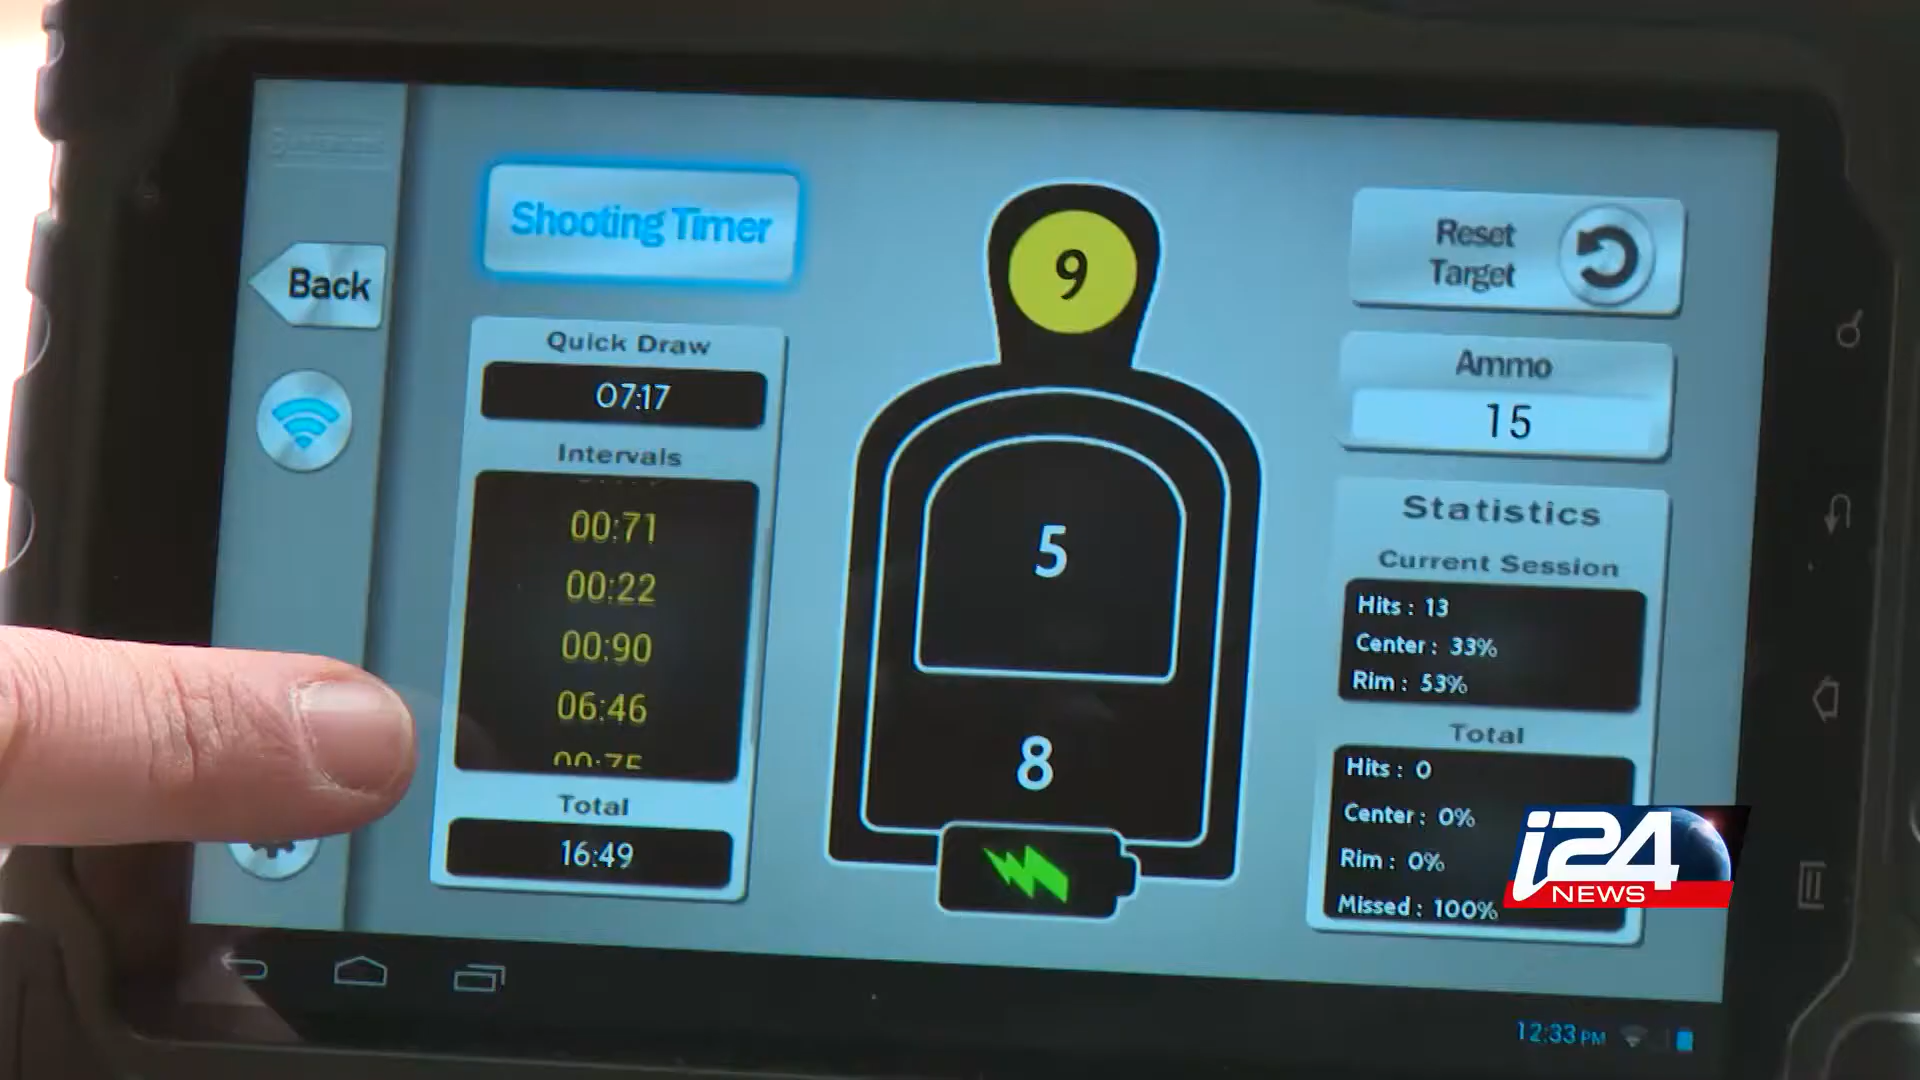 Back
Shooting Timer
Quick Draw
07:17
Intervals
00:71
00:22
00:90
06:46
00:75
Total
16:49
9
5
8
Reset
Target
Ammo
15
Statistics
Current Session
Hits : 13
Center : 33%
Rim : 53%
Total
Hits : 0
Center : 0%
Rim : 0%
Missed : 100%
i24
NEWS
12:33 PM